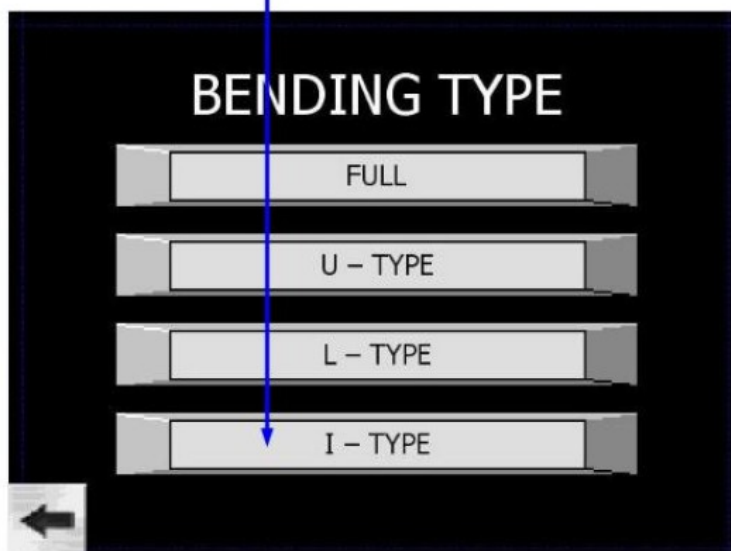 BENDING TYPE
FULL
U – TYPE
L – TYPE
I – TYPE